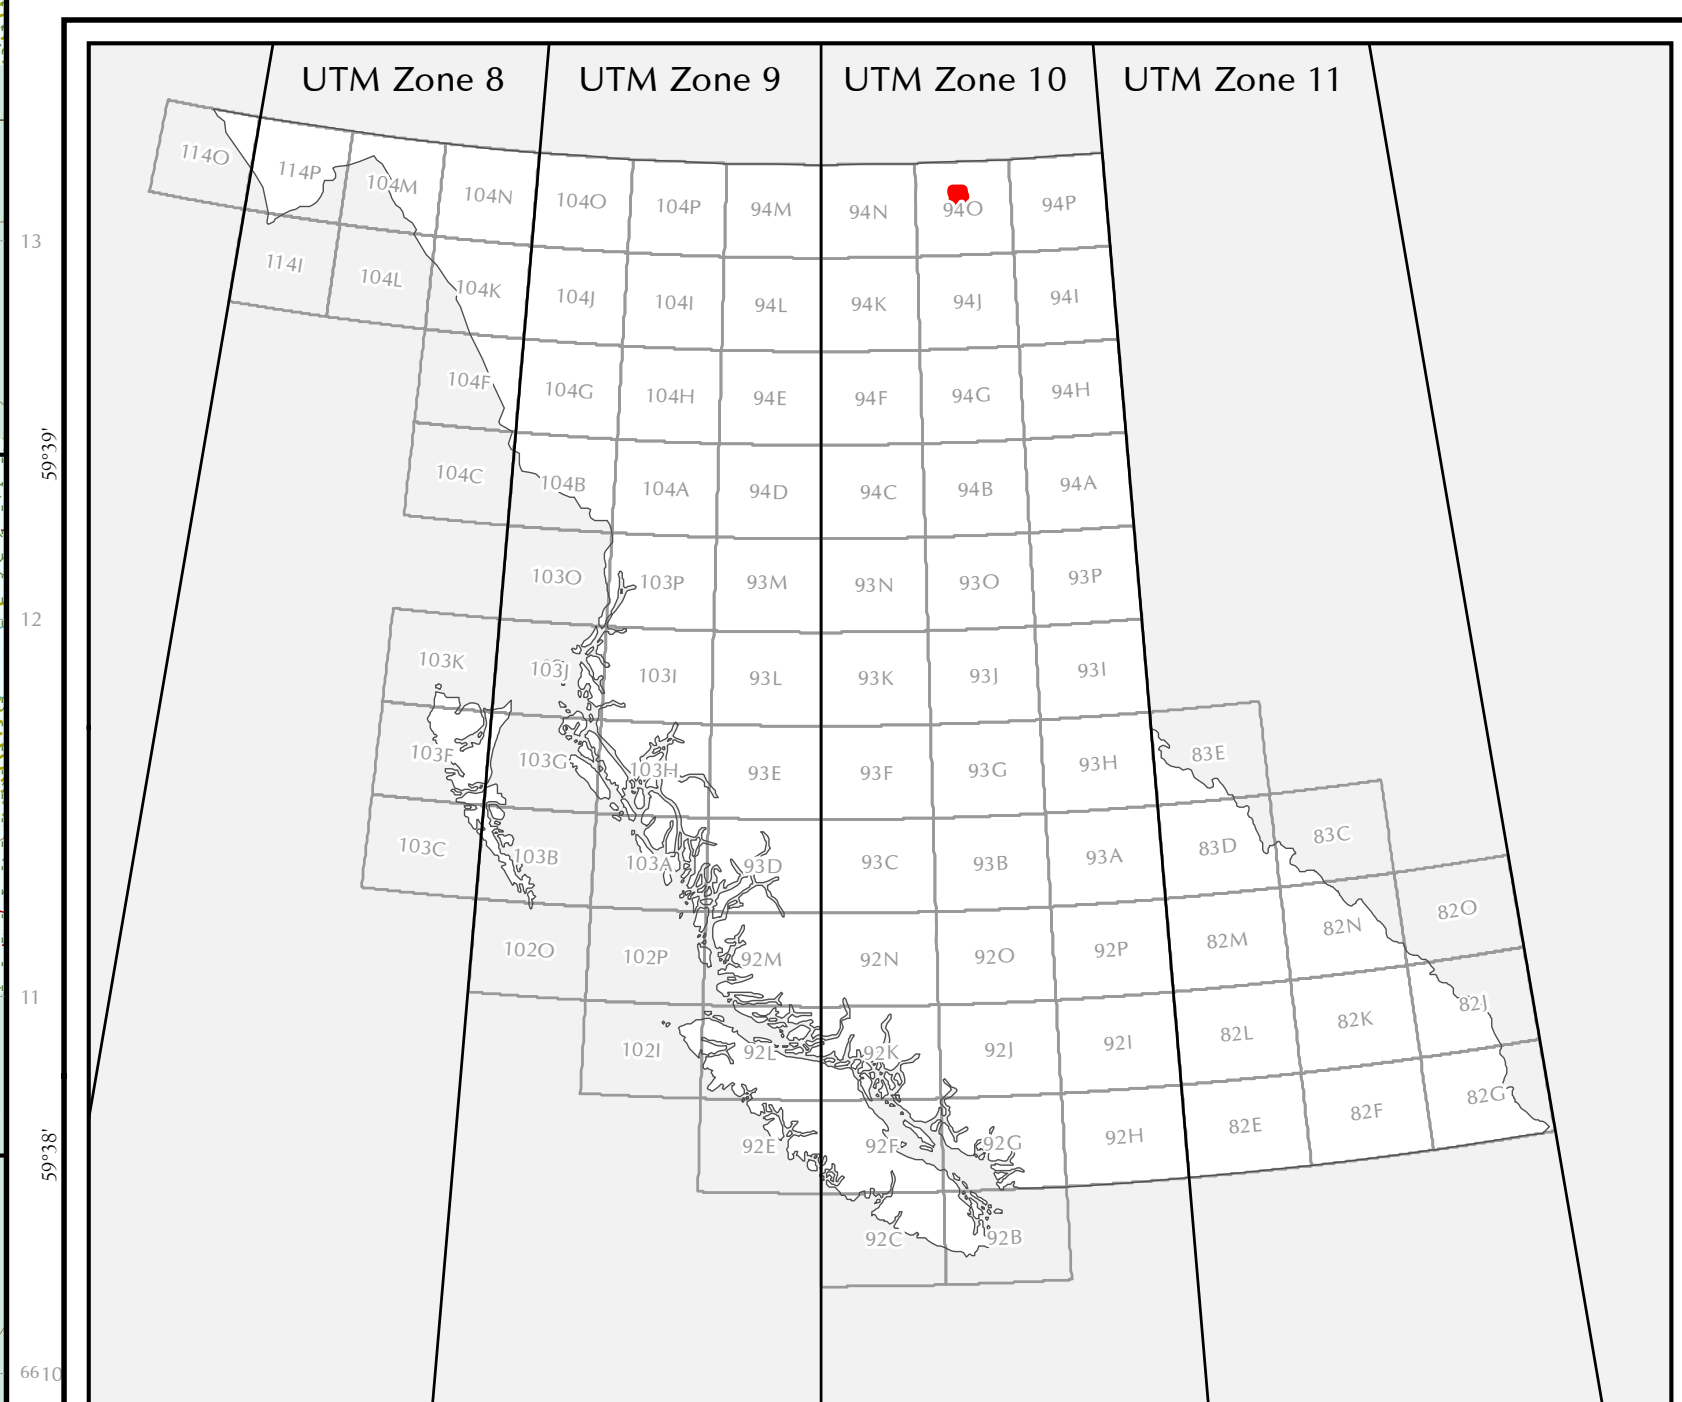 UTM Zone 8 UTM Zone 9 UTM Zone 10 UTM Zone 11
114O 114P 104M 104N 104O 104P 94M 94N 94O 94P
13
114I 104L 104K 104J 104I 94L 94K 94J 94I
104F 104G 104H 94E 94F 94G 94H
59°39'
104C 104B 104A 94D 94C 94B 94A
103O 103P 93M 93N 93O 93P
12
103K 103J 103I 93L 93K 93J 93I
103F 103G 103H 93E 93F 93G 93H 83E
103C 103B 103A 93D 93C 93B 93A 83D 83C
102O 102P 92M 92N 92O 92P 82M 82N 82O
11
102I 92L 92K 92J 92I 82L 82K 82J
59°38'
92E 92F 92G 92H 82E 82F 82G
92C 92B
6610